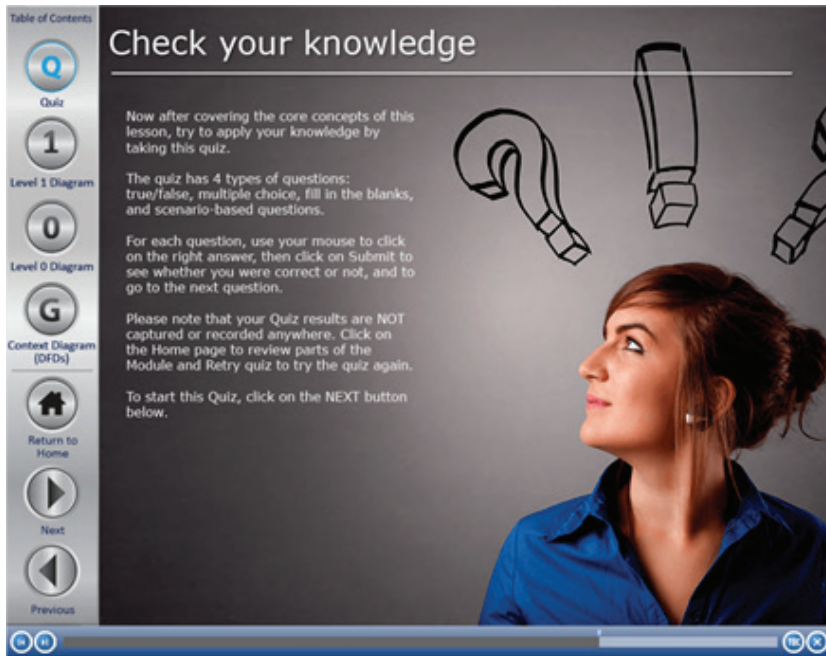 Table of Contents
Q
Quiz
1
Level 1 Diagram
0
Level 0 Diagram
G
Context Diagram
(DFDs)
Return to
Home
Next
Previous
Check your knowledge
Now after covering the core concepts of this
lesson, try to apply your knowledge by
taking this quiz.
The quiz has 4 types of questions:
true/false, multiple choice, fill in the blanks,
and scenario-based questions.
For each question, use your mouse to click
on the right answer, then click on Submit to
see whether you were correct or not, and to
go to the next question.
Please note that your Quiz results are NOT
captured or recorded anywhere. Click on
the Home page to review parts of the
Module and Retry quiz to try the quiz again.
To start this Quiz, click on the NEXT button
below.
? ! ?
TOC